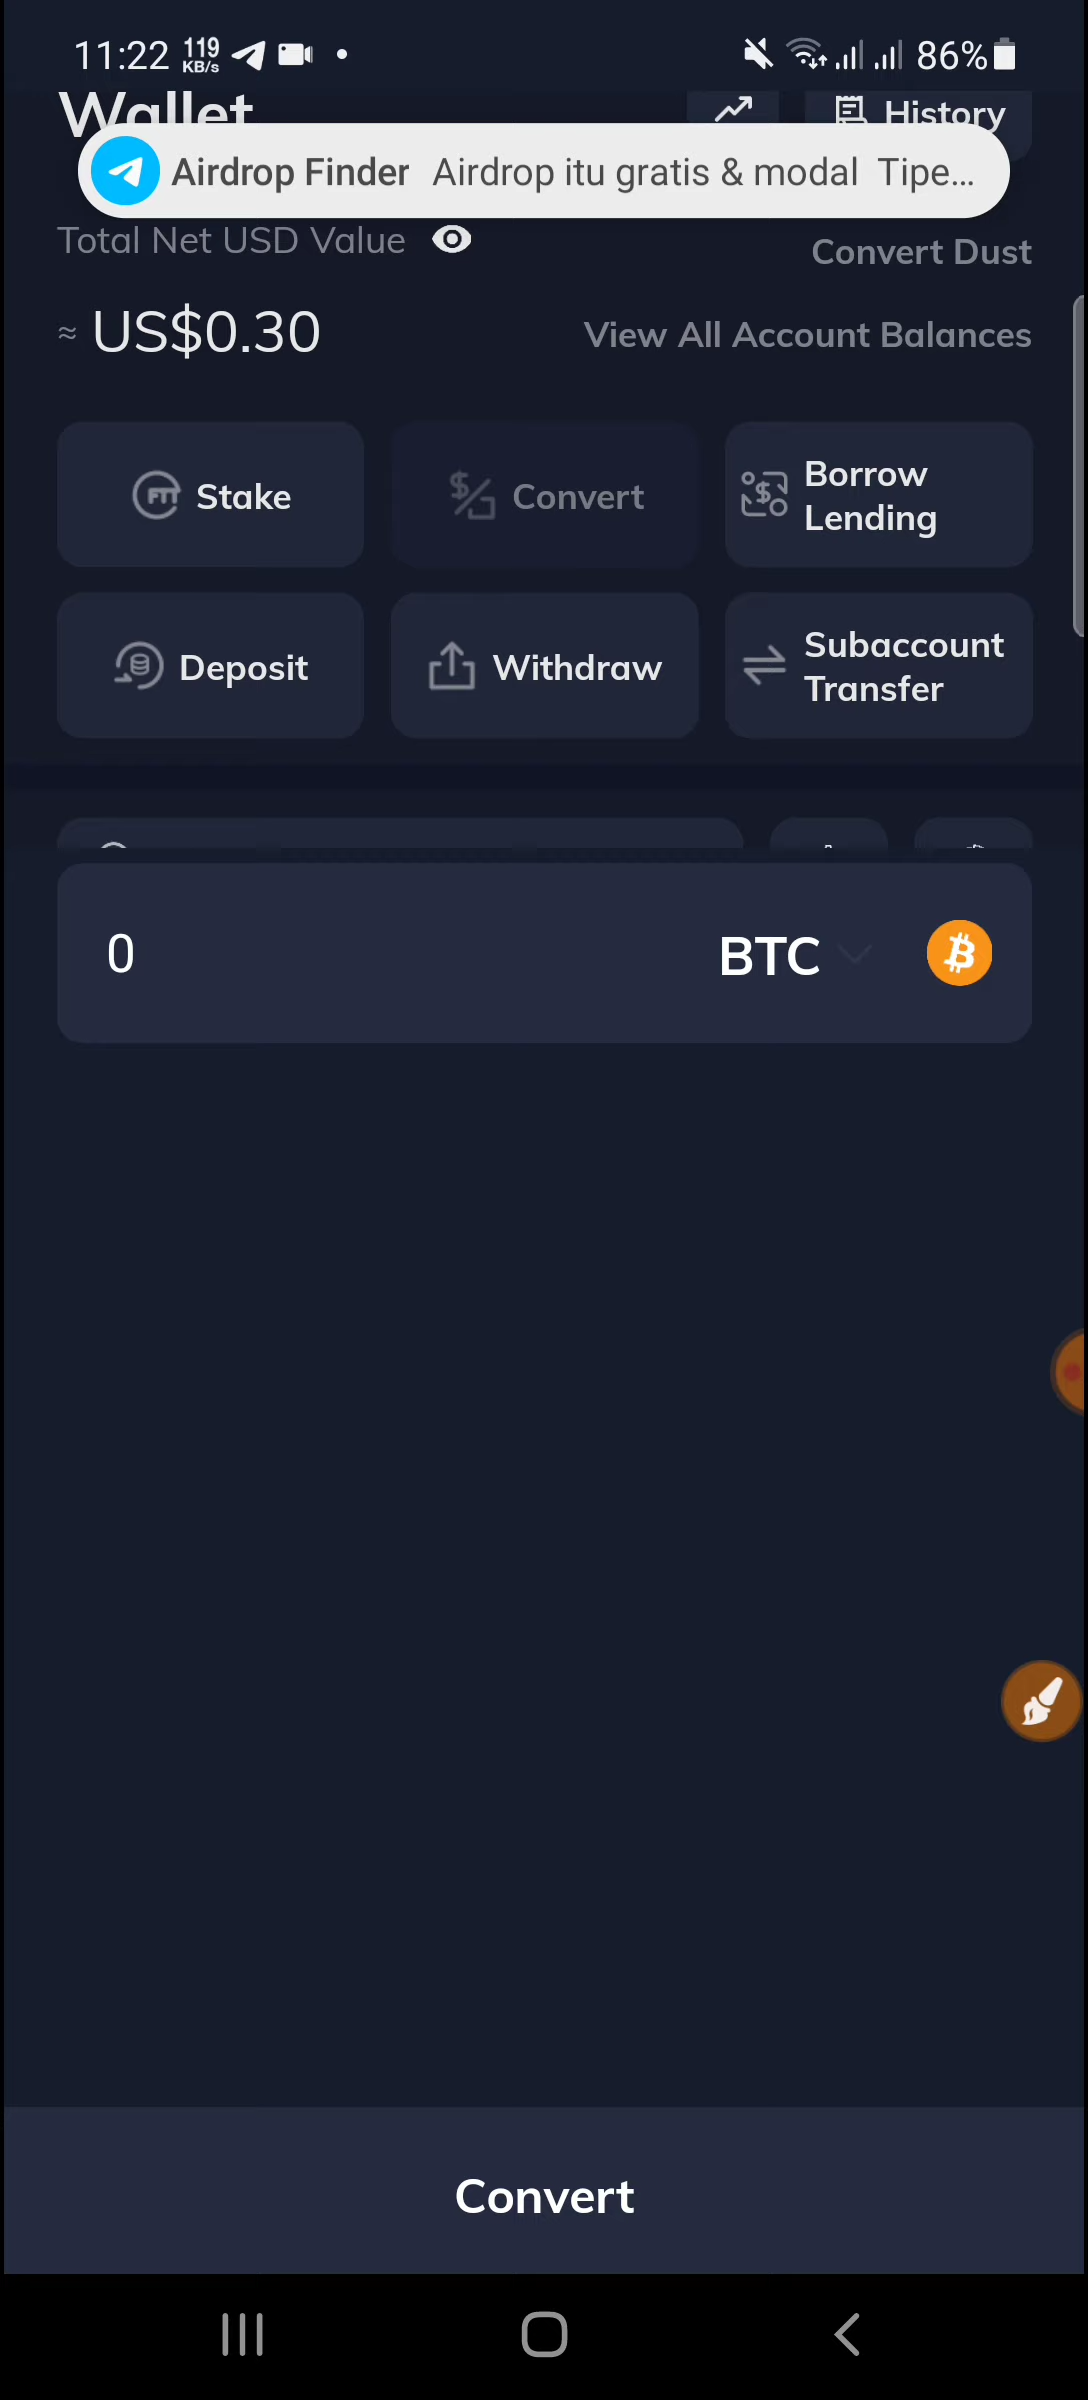 11:22 119 KB/s 86%
Wallet History
Airdrop Finder Airdrop itu gratis & modal Tipe...
Total Net USD Value
Convert Dust
≈ US$0.30
View All Account Balances
FTT Stake
Convert
Borrow Lending
Deposit
Withdraw
Subaccount Transfer
0 BTC
Convert